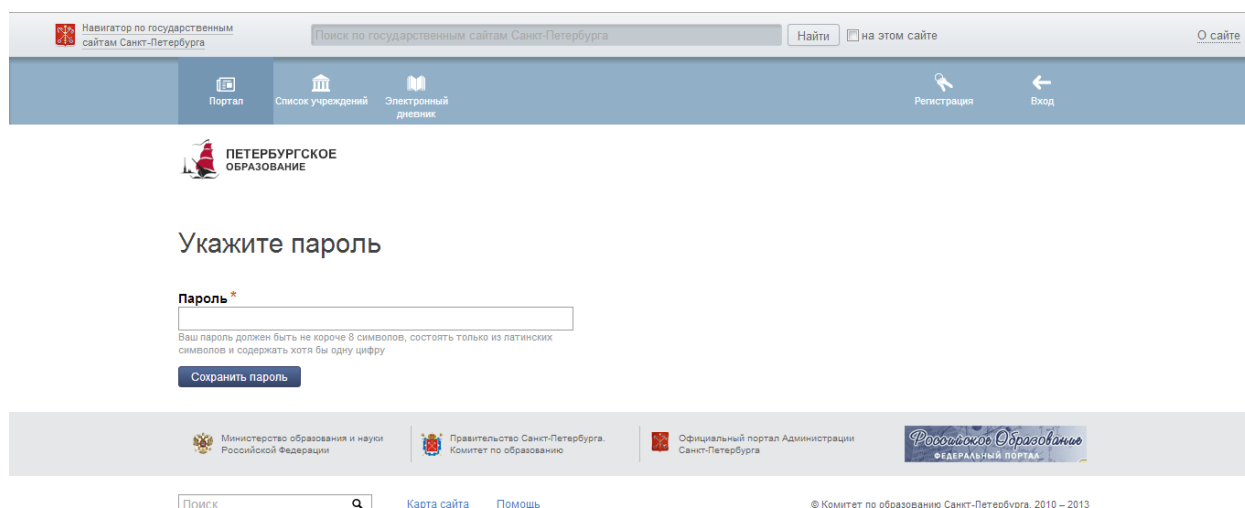 Навигатор по государственным
сайтам Санкт-Петербурга
Поиск по государственным сайтам Санкт-Петербурга
Найти
на этом сайте
О сайте
Портал
Список учреждений
Электронный
дневник
Регистрация
Вход
ПЕТЕРБУРГСКОЕ
ОБРАЗОВАНИЕ
Укажите пароль
Пароль *
Ваш пароль должен быть не короче 8 символов, состоять только из латинских
символов и содержать хотя бы одну цифру
Сохранить пароль
Министерство образования и науки
Российской Федерации
Правительство Санкт-Петербурга.
Комитет по образованию
Официальный портал Администрации
Санкт-Петербурга
Российское Образование
ФЕДЕРАЛЬНЫЙ ПОРТАЛ
Поиск
Карта сайта
Помощь
© Комитет по образованию Санкт-Петербурга, 2010 – 2013